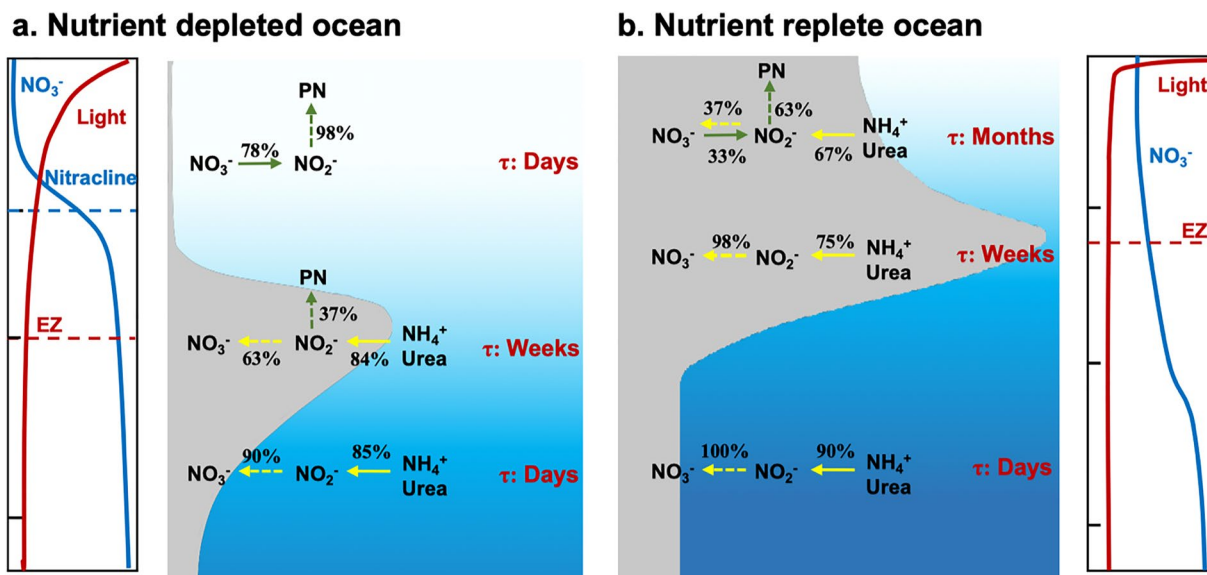 a. Nutrient depleted ocean
NO₃⁻
Light
Nitracline
EZ
PN
98%
78%
NO₃⁻
NO₂⁻
τ: Days
PN
37%
NO₃⁻
NO₂⁻
NH₄⁺
Urea
63%
84%
τ: Weeks
90%
85%
NO₃⁻
NO₂⁻
NH₄⁺
Urea
τ: Days
b. Nutrient replete ocean
PN
37%
63%
NO₃⁻
NO₂⁻
NH₄⁺
Urea
33%
67%
τ: Months
98%
75%
NO₃⁻
NO₂⁻
NH₄⁺
Urea
τ: Weeks
100%
90%
NO₃⁻
NO₂⁻
NH₄⁺
Urea
τ: Days
Light
NO₃⁻
EZ